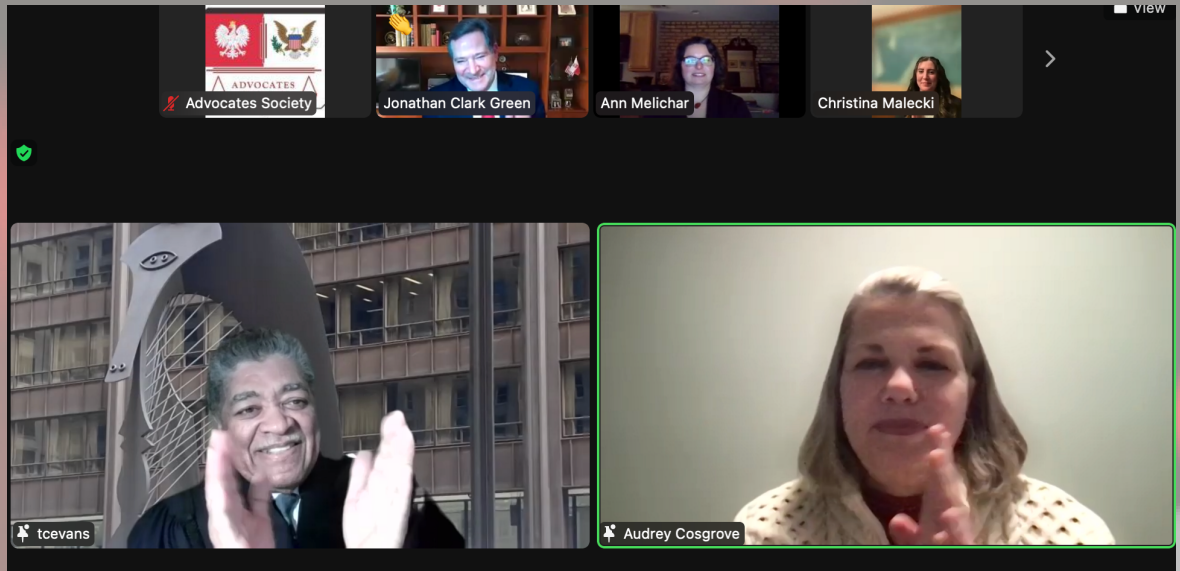 View
ADVOCATES
Advocates Society
Jonathan Clark Green
Ann Melichar
Christina Malecki
tcevans
Audrey Cosgrove